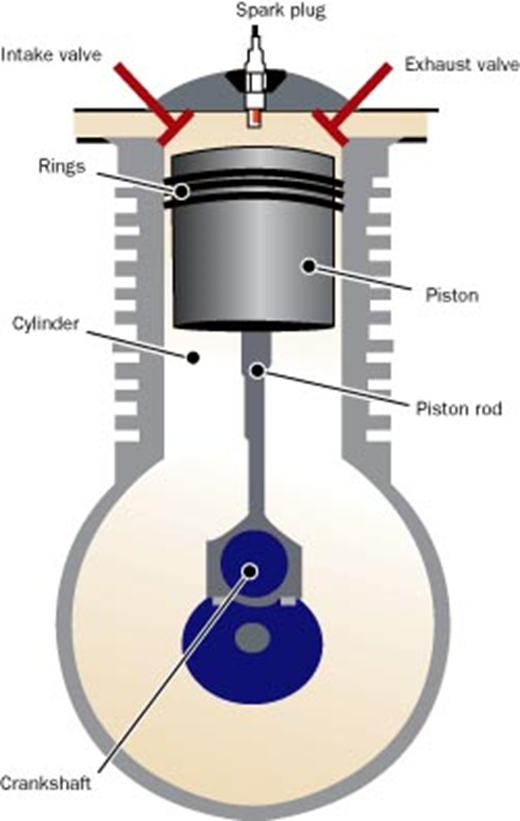 Spark plug
Intake valve
Exhaust valve
Rings
Piston
Cylinder
Piston rod
Crankshaft